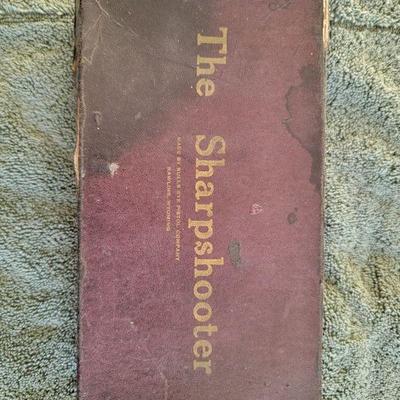 The Sharpshooter
MADE BY BULLS EYE PISTOL COMPANY
RAWLINS, WYOMING